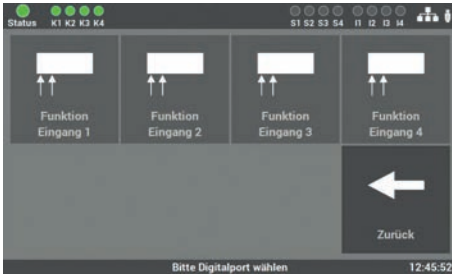 Status K1 K2 K3 K4 S1 S2 S3 S4 I1 I2 I3 I4
Funktion
Eingang 1
Funktion
Eingang 2
Funktion
Eingang 3
Funktion
Eingang 4
Zurück
Bitte Digitalport wählen 12:45:52